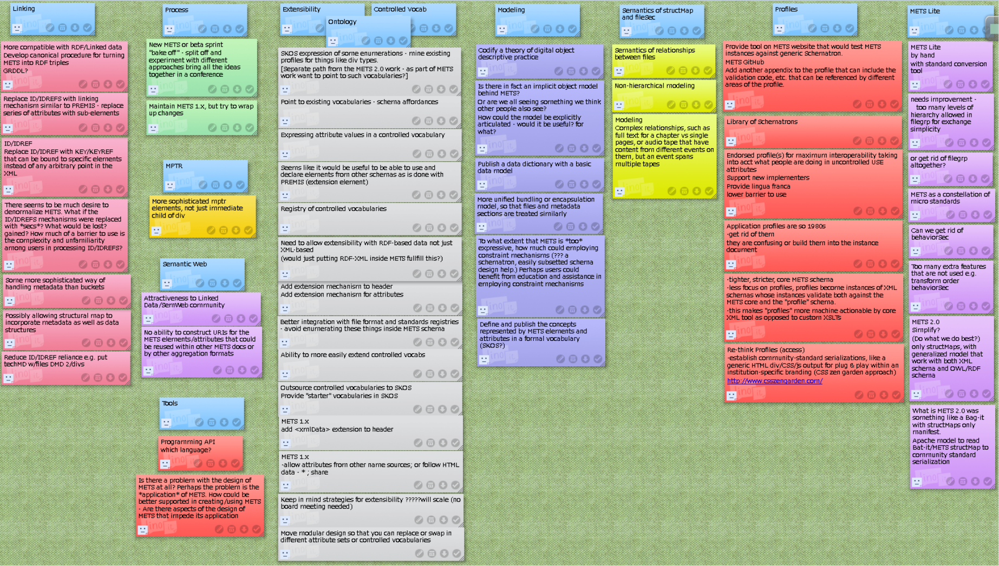 Linking
More compatible with RDF/Linked data
Develop canonical procedure for turning
METS into RDF triples
GRDDL?
Replace ID/IDREFS with linking
mechanism similar to PREMIS - replace
series of attributes with sub-elements
ID/IDREF
Replace ID/IDREF with KEY/KEYREF
that can be bound to specific elements
instead of any arbitrary point in the
XML
There seems to be much desire to
denormalize METS. What if the
ID/IDREFS mechanisms were replaced
with *secs*? What would be lost?
gained? How much of a barrier to use is
the complexity and unfamiliarity
among users in processing ID/IDREFS?
Some more sophisticated way of
handling metadata than buckets
Possibly allowing structural map to
incorporate metadata as well as data
structures
Reduce ID/IDREF reliance e.g. put
techMD w/files DMD 2/divs
Process
New METS or beta sprint
"bake off" - split off and
experiment with different
approaches bring all the ideas
together in a conference
Maintain METS 1.x, but try to wrap
up changes
MPTR
More sophisticated mptr
elements, not just immediate
child of div
Semantic Web
Attractiveness to Linked
Data/SemWeb community
No ability to construct URIs for the
METS elements/attributes that could
be reused within other METS docs or
by other aggregation formats
Tools
Programming API
which language?
Is there a problem with the design of
METS at all? Perhaps the problem is the
*application* of METS. How could be
better supported in creating/using METS
- Are there aspects of the design of
METS that impede its application
Extensibility
Controlled Vocab
Ontology
SKOS expression of some enumerations - mine existing
profiles for things like div types.
[Separate path from the METS 2.0 work - as part of METS
work want to point to such vocabularies?]
Point to existing vocabularies - schema affordances
Expressing attribute values in a controlled vocabulary
Seems like it would be useful to be able to use and
declare elements from other schemas as is done with
PREMIS (extension element)
Registry of controlled vocabularies
Need to allow extensibility with RDF-based data not just
XML-based
(would just putting RDF-XML inside METS fullfill this?)
Add extension mechanism to header
Add extension mechanism for attributes
Better integration with file format and standards registries
- avoid enumerating these things inside METS schema
Ability to more easily extend controlled vocabs
Outsource controlled vocabularies to SKOS
Provide "starter" vocabularies in SKOS
METS 1.x
add <xmlData> extension to header
METS 1.x
-allow attributes from other name sources; or follow HTML
data - * ; share
Keep in mind strategies for extensibility ?????will scale (no
board meeting needed)
Move modular design so that you can replace or swap in
different attribute sets or controlled vocabularies
Modeling
Codify a theory of digital object
descriptive practice
Is there in fact an implicit object model
behind METS?
Or are we all seeing something we think
other people also see?
How could the model be explicitly
articulated - would it be useful? for
what?
Publish a data dictionary with a basic
data model
More unified bundling or encapsulation
model, so that files and metadata
sections are treated similarly
To what extent that METS is *too*
expressive, how much could employing
constraint mechanisms (??? a
schematron, easily subsetted schema
design help.) Perhaps users could
benefit from education and assistance in
employing constraint mechanisms
Define and publish the concepts
represented by METS elements and
attributes in a formal vocabulary
(SKOS?)
Semantics of structMap
and fileSec
Semantics of relationships
between files
Non-hierarchical modeling
Modeling
Complex relationships, such as
full text for a chapter vs single
pages, or audio tape that have
content from different events on
them, but an event spans
multiple tapes
Profiles
Provide tool on METS website that would test METS
instances against generic Schematron.
METS GitHub
Add another appendix to the profile that can include the
validation code, etc. that can be referenced by different
areas of the profile.
Library of Schematrons
Endorsed profile(s) for maximum interoperability taking
into acct what people are doing in uncontrolled USE
attributes
Support new implementers
Provide lingua franca
lower barrier to use
Application profiles are so 1980s
-get rid of them
they are confusing or build them into the instance
document
-tighter, stricter, core METS schema
-less focus on profiles, profiles become instances of XML
schemas whose instances validate both against the
METS core and the "profile" schema.
-this makes "profiles" more machine actionable by core
XML tool as opposed to custom XSLTs
Re-think Profiles (access)
-establish community-standard serializations, like a
generic HTML div/CSS/js output for plug & play within an
institution-specific branding (CSS zen garden approach)
http://www.csszengarden.com/
METS Lite
METS Lite
by hand
with standard conversion
tool
needs improvement -
too many levels of
hierarchy allowed in
filegrp for exchange
simplicity
or get rid of filegrp
altogether?
METS as a constellation of
micro standards
Can we get rid of
behaviorSec
Too many extra features
that are not used e.g.
transform order
behaviorSec
METS 2.0
Simplify?
(Do what we do best?)
only structMaps, with
generalized model that
work with both XML
schema and OWL/RDF
schema
What is METS 2.0 was
something like a Bag-it
with structMaps only
manifest.
Apache model to read
Bat-it/METS structMap to
community standard
serialization